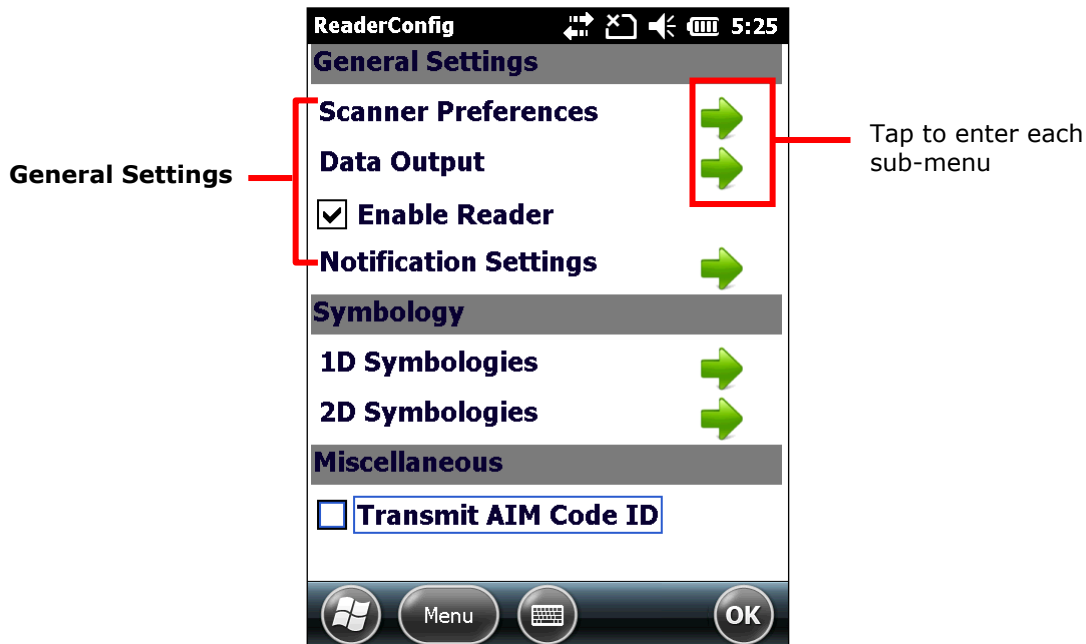 ReaderConfig 5:25
General Settings
Scanner Preferences
Data Output
Enable Reader
Notification Settings
Symbology
1D Symbologies
2D Symbologies
Miscellaneous
Transmit AIM Code ID
Menu OK
General Settings
Tap to enter each
sub-menu